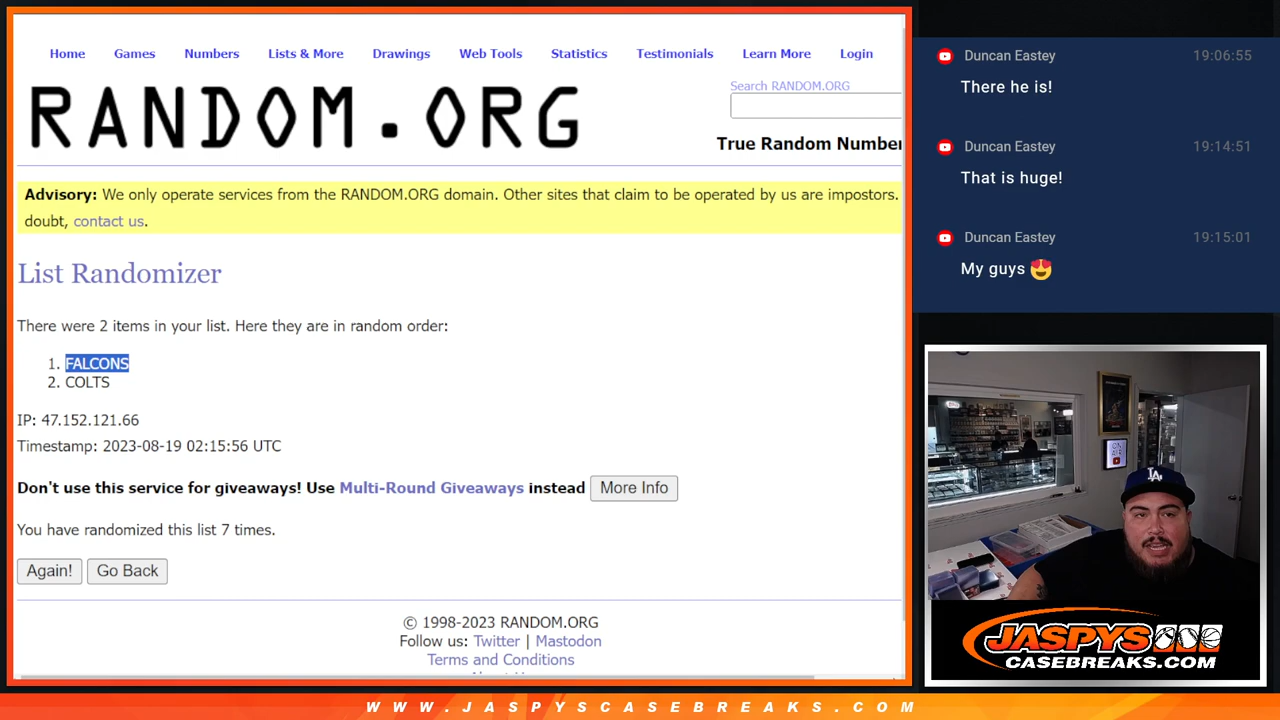 Home Games Numbers Lists & More Drawings Web Tools Statistics Testimonials Learn More Login
RANDOM.ORG
Search RANDOM.ORG
True Random Number
Advisory: We only operate services from the RANDOM.ORG domain. Other sites that claim to be operated by us are impostors.
doubt, contact us.
List Randomizer
There were 2 items in your list. Here they are in random order:
1. FALCONS
2. COLTS
IP: 47.152.121.66
Timestamp: 2023-08-19 02:15:56 UTC
Don't use this service for giveaways! Use Multi-Round Giveaways instead More Info
You have randomized this list 7 times.
Again! Go Back
© 1998-2023 RANDOM.ORG
Follow us: Twitter | Mastodon
Terms and Conditions
Duncan Eastey 19:06:55
There he is!
Duncan Eastey 19:14:51
That is huge!
Duncan Eastey 19:15:01
My guys 😍
LA
JASPYS
CASEBREAKS.COM
WWW.JASPYSCASEBREAKS.COM